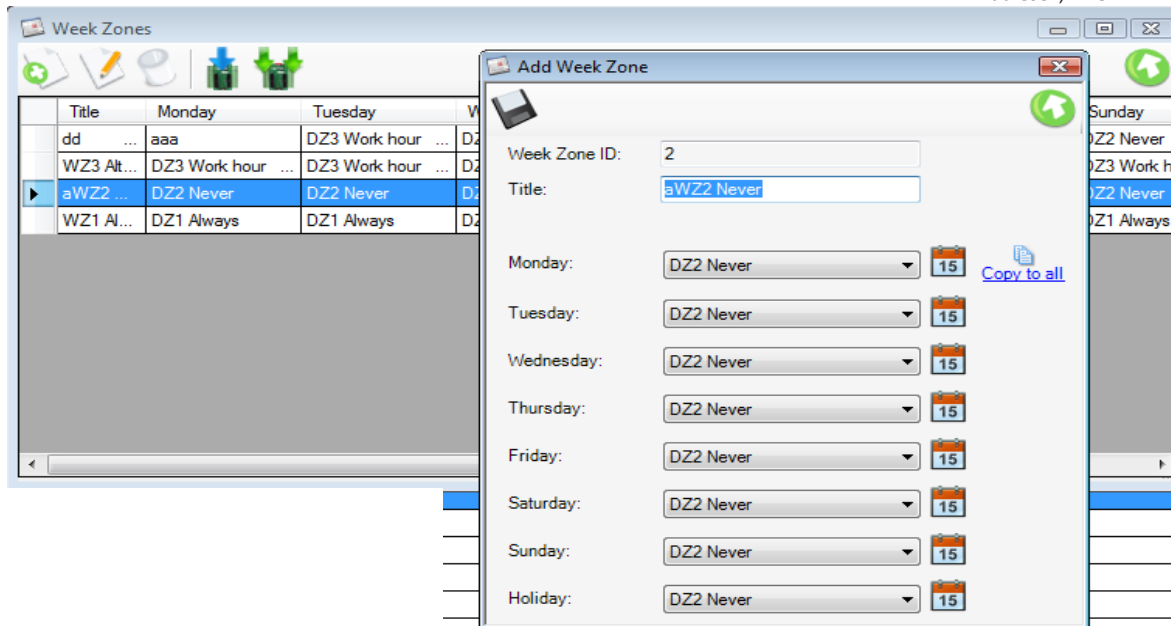 Week Zones
Title Monday Tuesday Sunday
dd ... aaa DZ3 Work hour ... DZ2 Never
WZ3 Alt... DZ3 Work hour ... DZ3 Work hour ... DZ3 Work h
aWZ2 ... DZ2 Never DZ2 Never DZ2 Never
WZ1 Al... DZ1 Always DZ1 Always DZ1 Always
Add Week Zone
Week Zone ID: 2
Title: aWZ2 Never
Monday: DZ2 Never 15 Copy to all
Tuesday: DZ2 Never 15
Wednesday: DZ2 Never 15
Thursday: DZ2 Never 15
Friday: DZ2 Never 15
Saturday: DZ2 Never 15
Sunday: DZ2 Never 15
Holiday: DZ2 Never 15